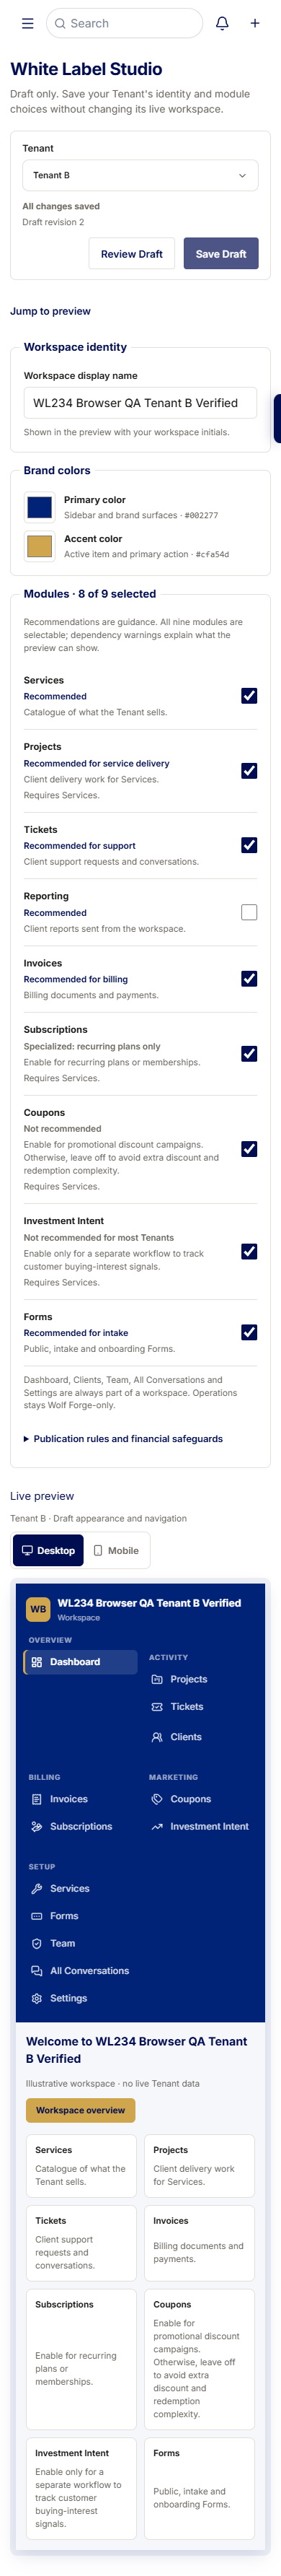 Search
White Label Studio
Draft only. Save your Tenant's identity and module
choices without changing its live workspace.
Tenant
Tenant B
All changes saved
Draft revision 2
Review Draft
Save Draft
Jump to preview
Workspace identity
Workspace display name
WL234 Browser QA Tenant B Verified
Shown in the preview with your workspace initials.
Brand colors
Primary color
Sidebar and brand surfaces · #002277
Accent color
Active item and primary action · #cfa54d
Modules · 8 of 9 selected
Recommendations are guidance. All nine modules are
selectable; dependency warnings explain what the
preview can show.
Services
Recommended
Catalogue of what the Tenant sells.
Projects
Recommended for service delivery
Client delivery work for Services.
Requires Services.
Tickets
Recommended for support
Client support requests and conversations.
Reporting
Recommended
Client reports sent from the workspace.
Invoices
Recommended for billing
Billing documents and payments.
Subscriptions
Specialized: recurring plans only
Enable for recurring plans or memberships.
Requires Services.
Coupons
Not recommended
Enable for promotional discount campaigns.
Otherwise, leave off to avoid extra discount and
redemption complexity.
Requires Services.
Investment Intent
Not recommended for most Tenants
Enable only for a separate workflow to track
customer buying-interest signals.
Requires Services.
Forms
Recommended for intake
Public, intake and onboarding Forms.
Dashboard, Clients, Team, All Conversations and
Settings are always part of a workspace. Operations
stays Wolf Forge-only.
Publication rules and financial safeguards
Live preview
Tenant B · Draft appearance and navigation
Desktop
Mobile
WB
WL234 Browser QA Tenant B Verified
Workspace
OVERVIEW
Dashboard
ACTIVITY
Projects
Tickets
Clients
BILLING
Invoices
Subscriptions
MARKETING
Coupons
Investment Intent
SETUP
Services
Forms
Team
All Conversations
Settings
Welcome to WL234 Browser QA Tenant
B Verified
Illustrative workspace · no live Tenant data
Workspace overview
Services
Catalogue of what the
Tenant sells.
Projects
Client delivery work
for Services.
Tickets
Client support
requests and
conversations.
Invoices
Billing documents and
payments.
Subscriptions
Enable for recurring
plans or
memberships.
Coupons
Enable for
promotional discount
campaigns.
Otherwise, leave off
to avoid extra
discount and
redemption
complexity.
Investment Intent
Enable only for a
separate workflow to
track customer
buying-interest
signals.
Forms
Public, intake and
onboarding Forms.